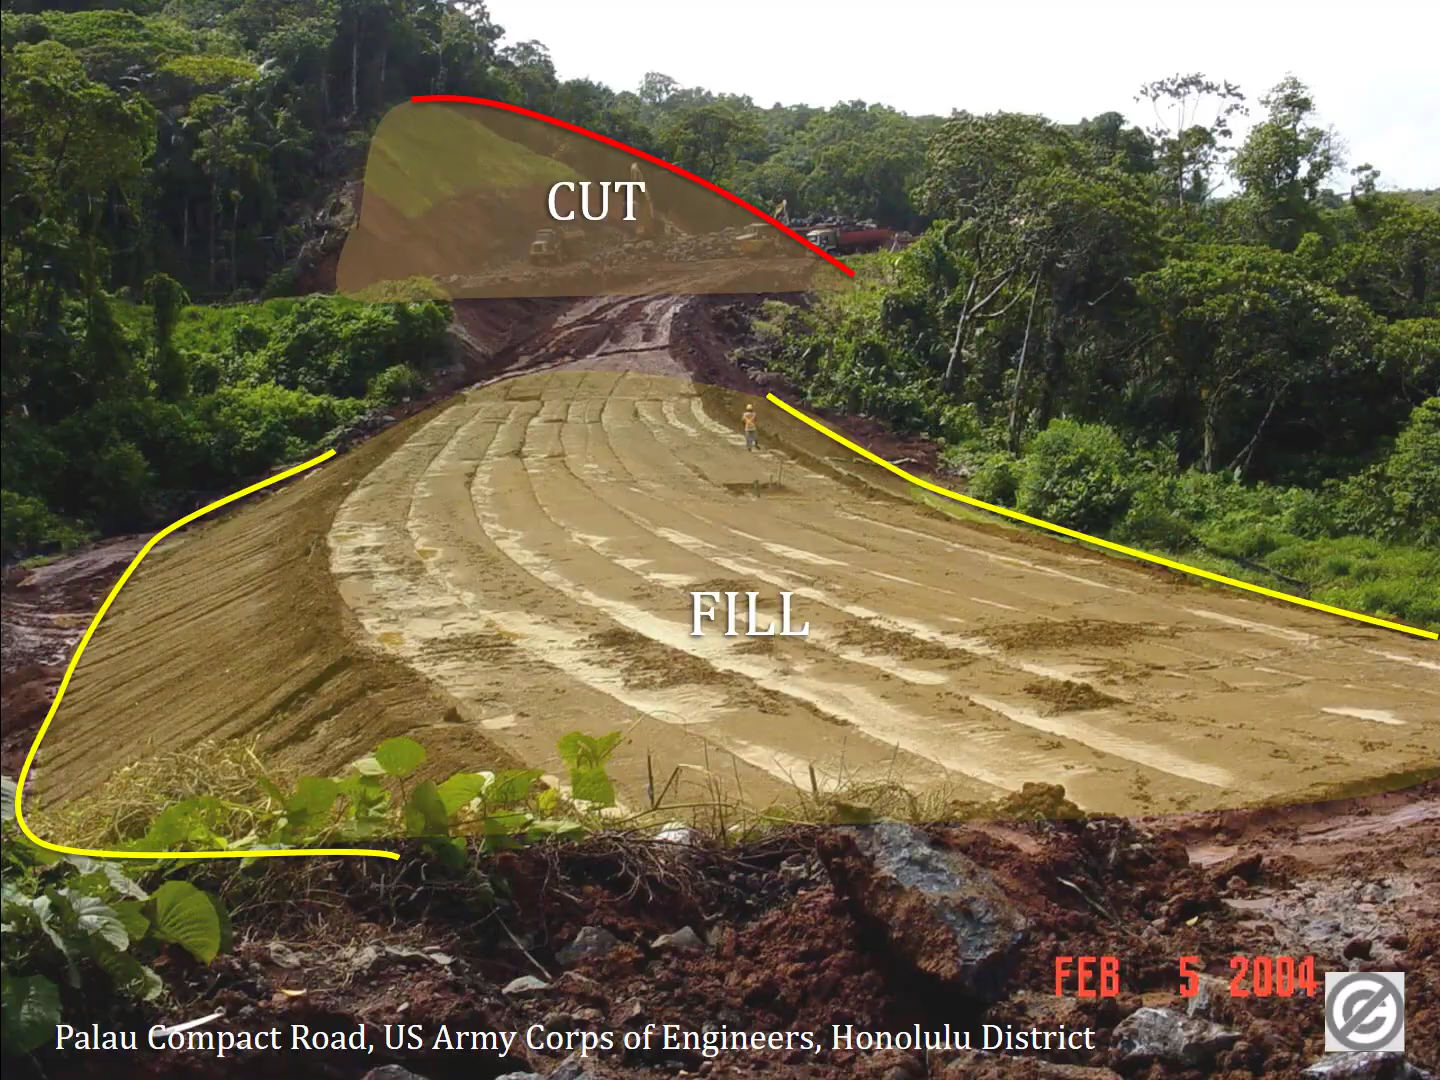 CUT
FILL
FEB 5 2004
Palau Compact Road, US Army Corps of Engineers, Honolulu District